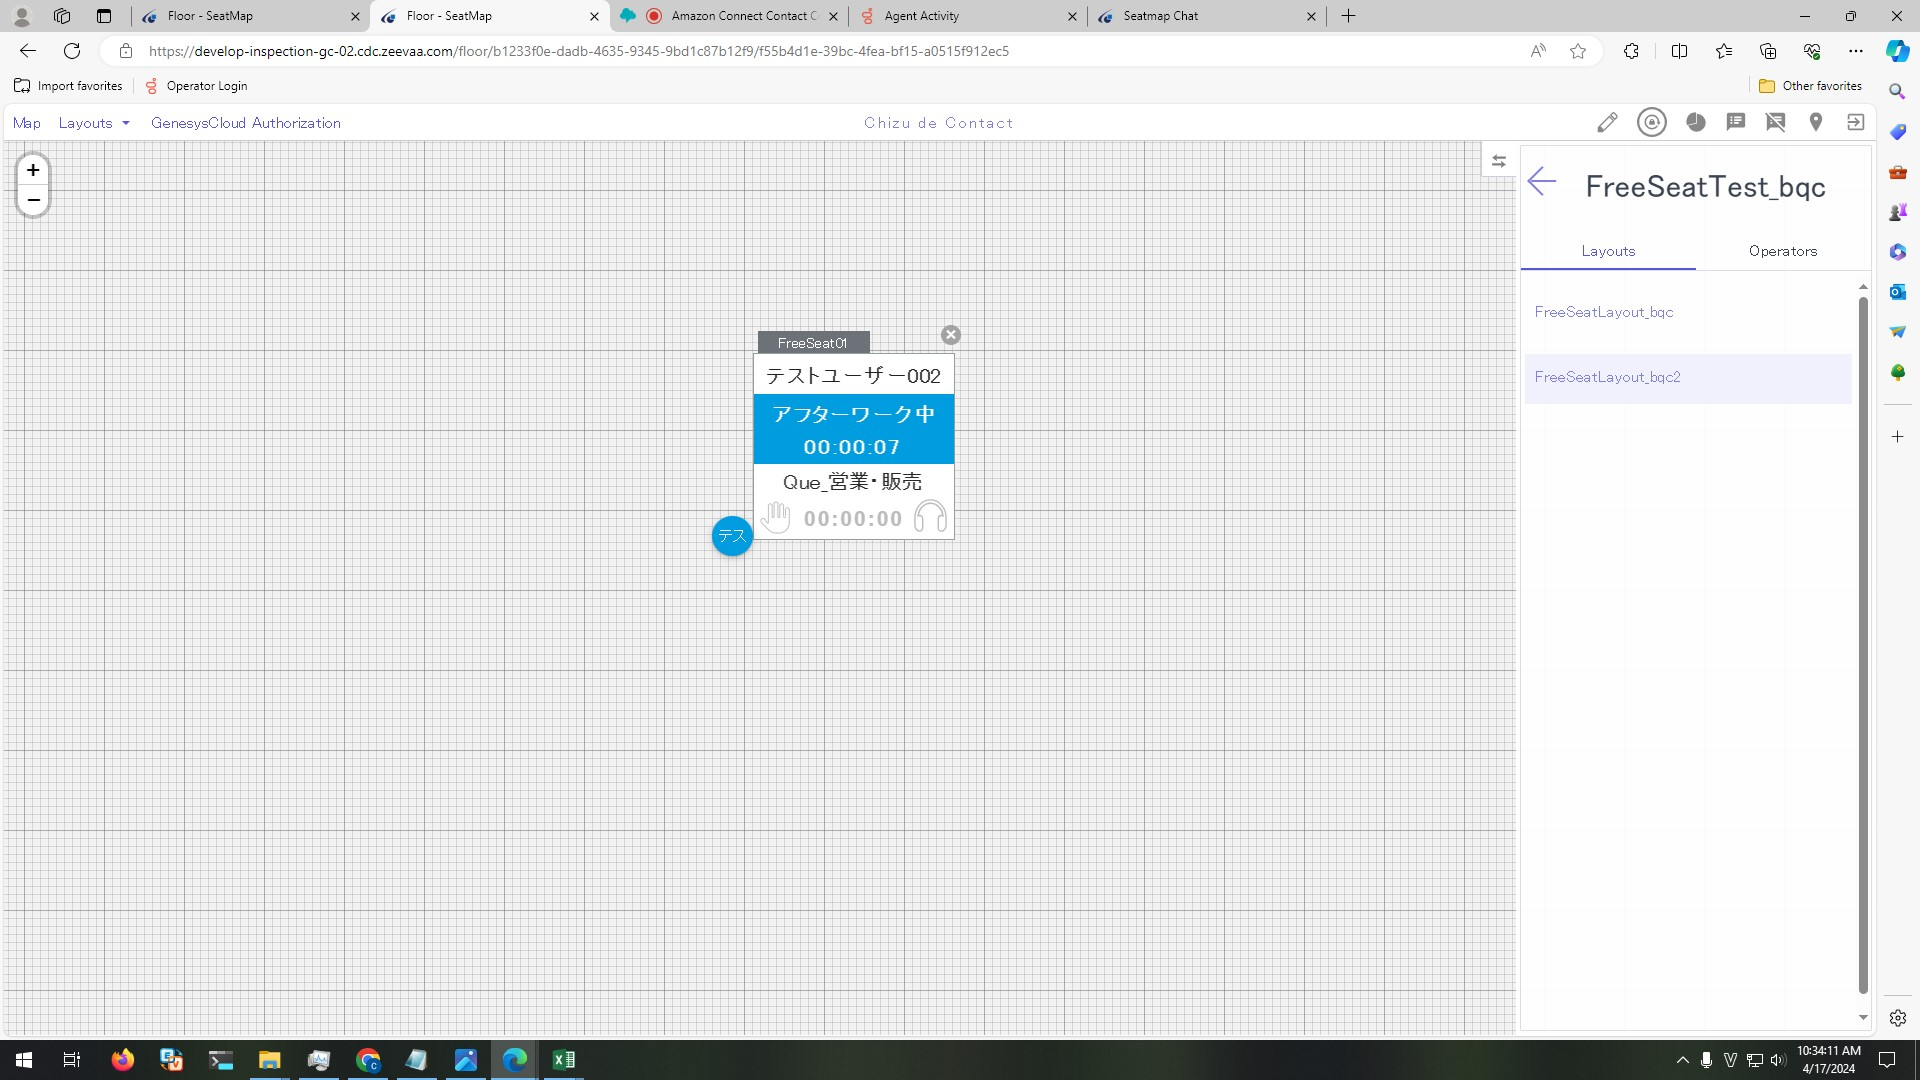 Floor - SeatMap
Floor - SeatMap
Amazon Connect Contact C
Agent Activity
Seatmap Chat
https://develop-inspection-gc-02.cdc.zeevaa.com/floor/b1233f0e-dadb-4635-9345-9bd1c87b12f9/f55b4d1e-39bc-4fea-bf15-a0515f912ec5
Import favorites
Operator Login
Other favorites
Map
Layouts
GenesysCloud Authorization
Chizu de Contact
+
−
FreeSeatTest_bqc
Layouts
Operators
FreeSeatLayout_bqc
FreeSeatLayout_bqc2
FreeSeat01
テストユーザー002
アフターワーク中
00:00:07
Que_営業・販売
00:00:00
テス
10:34:11 AM
4/17/2024